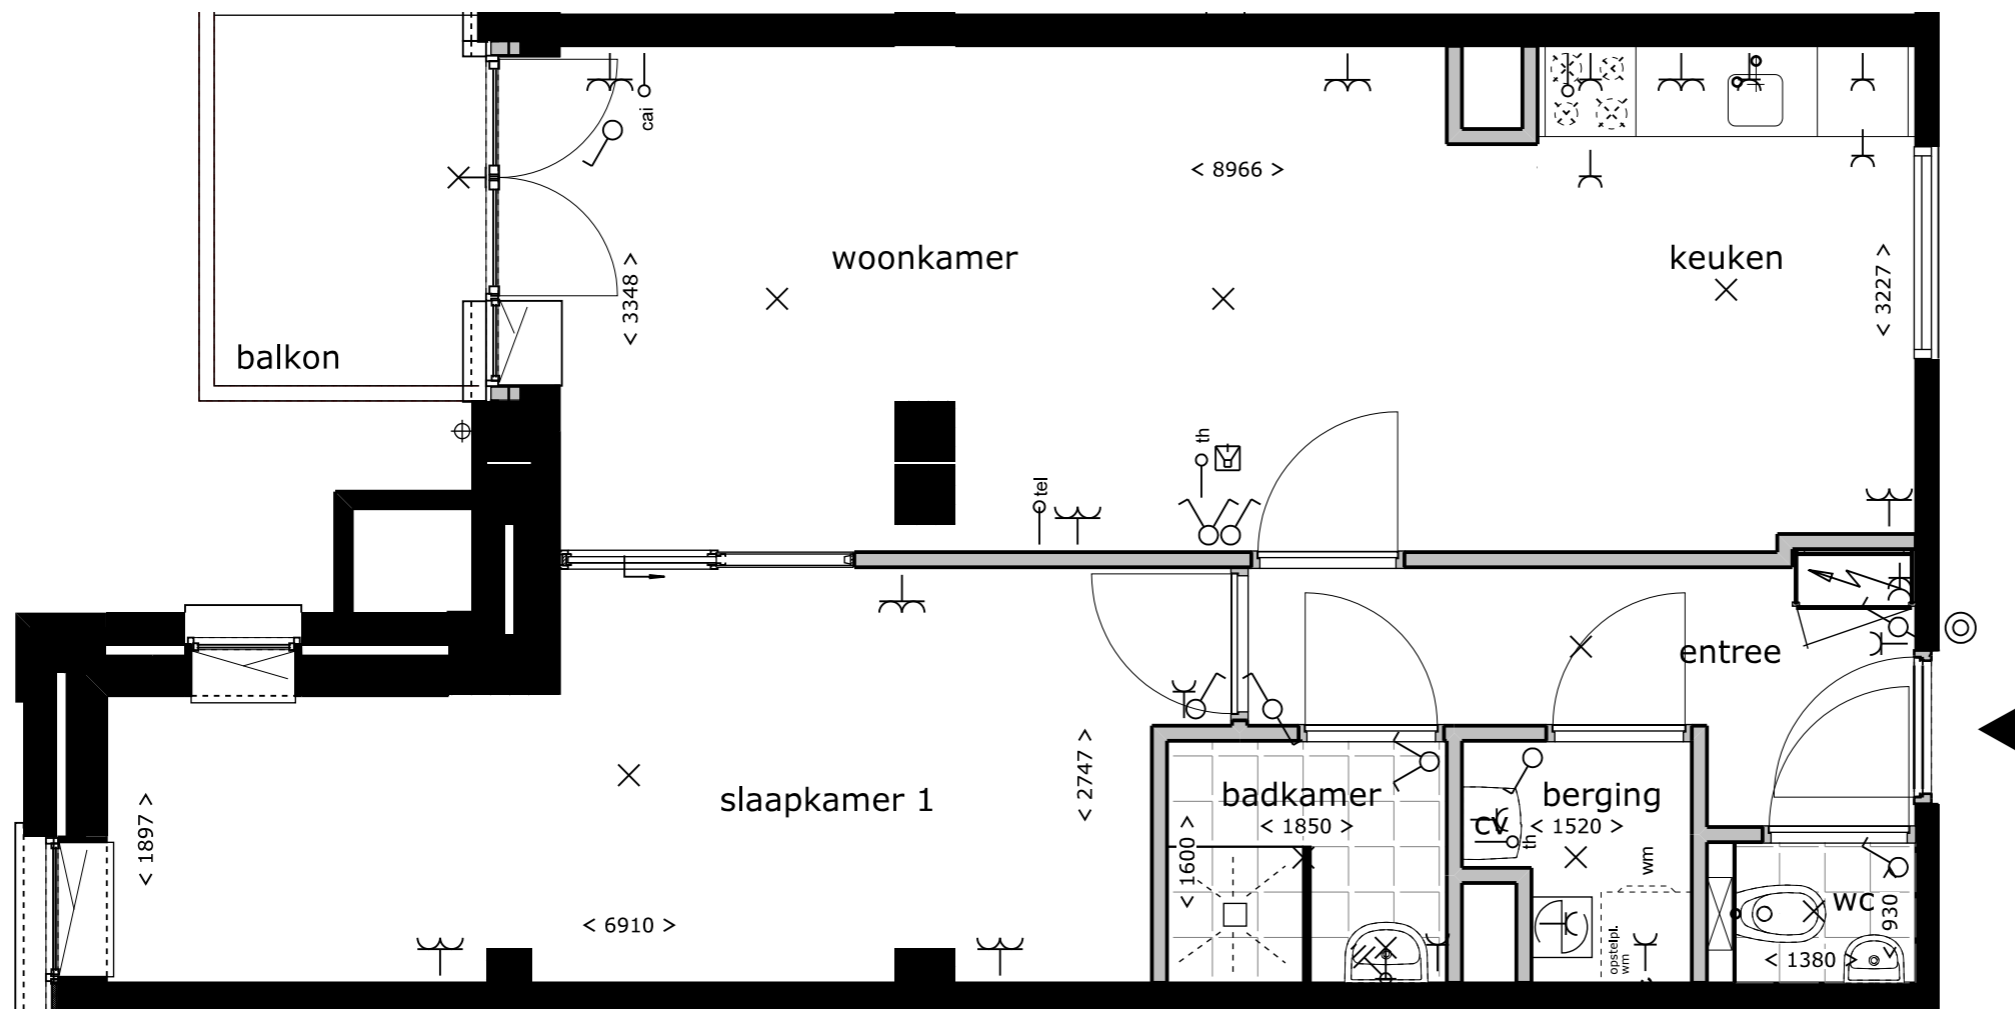 cai
< 8966 >
woonkamer
keuken
< 3348 >
< 3227 >
balkon
th
tel
entree
slaapkamer 1
< 2747 >
< 1897 >
< 6910 >
badkamer
< 1850 >
< 1600 >
berging
cv
< 1520 >
th
wm
opstelpl.
wm
wc
< 930 >
< 1380 >